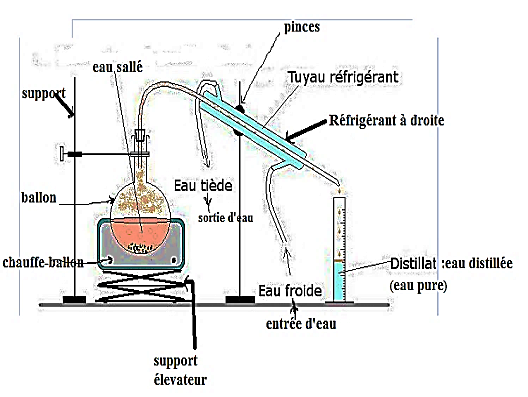 pinces
eau sallé
Tuyau réfrigérant
support
Réfrigérant à droite
Eau tiède
ballon
sortie d'eau
chauffe-ballon
Distillat :eau distillée
(eau pure)
Eau froide
entrée d'eau
support
élevateur